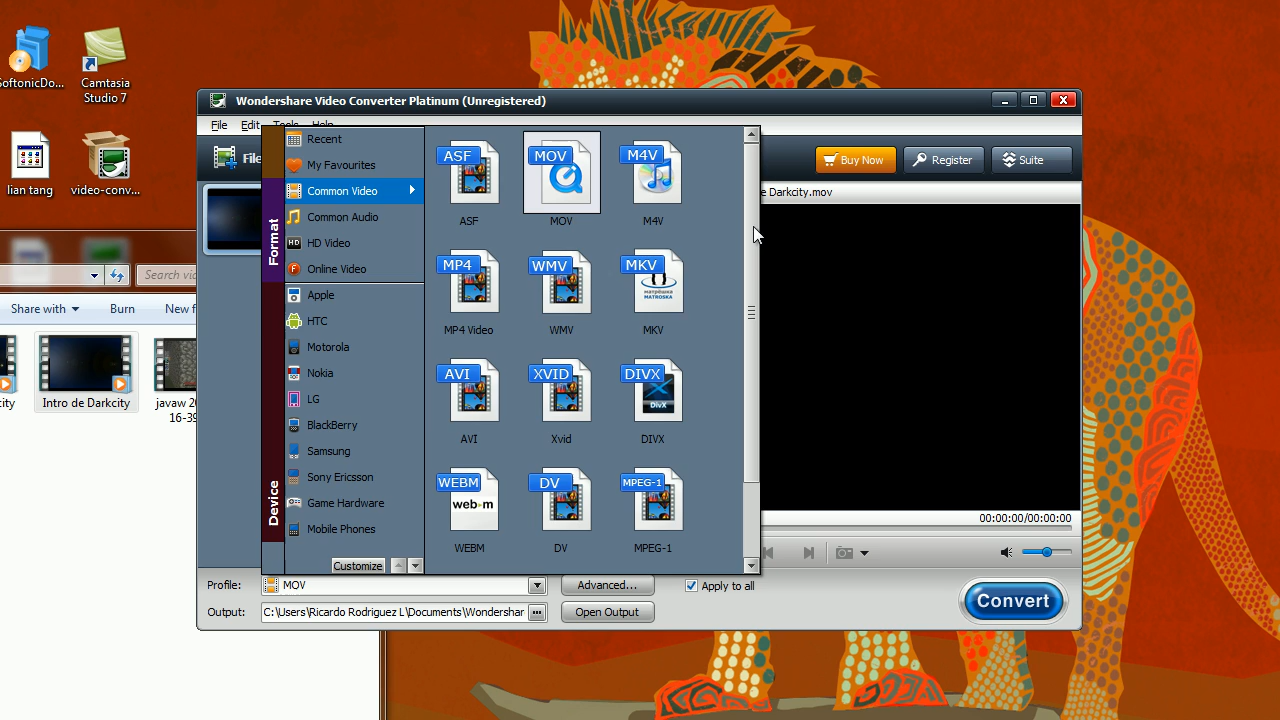 SoftonicDo...
Camtasia
Studio 7
lian tang
video-conv...
Search vid
Share with
Burn
New f
city
Intro de Darkcity
javaw 20
16-39
Wondershare Video Converter Platinum (Unregistered)
File
Edit
Tools
Help
File
Buy Now
Register
Suite
e Darkcity.mov
Format
Device
Recent
My Favourites
Common Video
Common Audio
HD Video
Online Video
Apple
HTC
Motorola
Nokia
LG
BlackBerry
Samsung
Sony Ericsson
Game Hardware
Mobile Phones
Customize
ASF
MOV
M4V
ASF
MOV
M4V
MP4
WMV
MKV
матрёшка
MATROSKA
MP4 Video
WMV
MKV
AVI
XVID
DIVX
DivX
AVI
Xvid
DIVX
WEBM
DV
MPEG-1
web·m
WEBM
DV
MPEG-1
00:00:00/00:00:00
Profile:
MOV
Advanced...
Apply to all
Output:
C:\Users\Ricardo Rodriguez L\Documents\Wondershar
...
Open Output
Convert